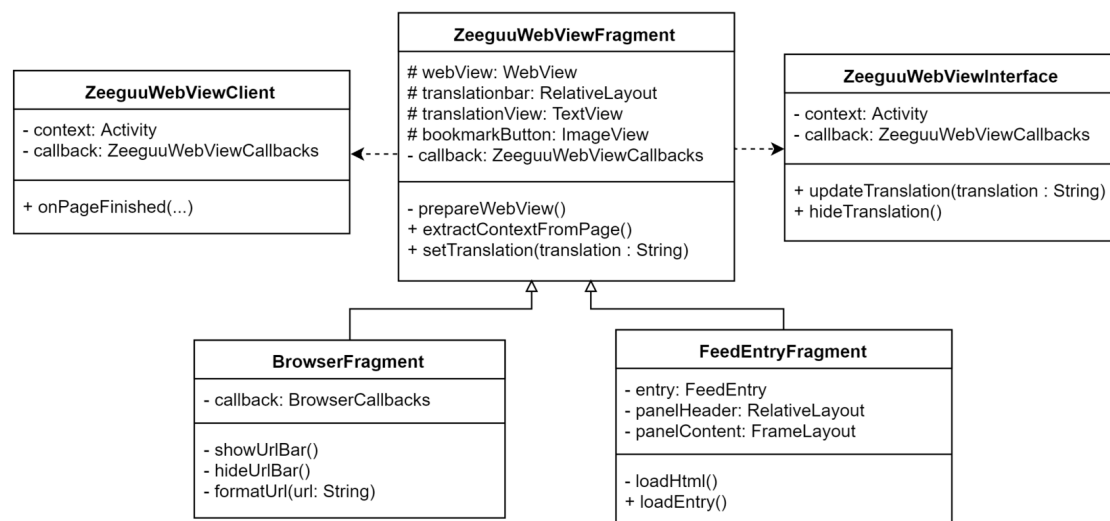 ZeeguuWebViewFragment
# webView: WebView
# translationbar: RelativeLayout
# translationView: TextView
# bookmarkButton: ImageView
- callback: ZeeguuWebViewCallbacks
- prepareWebView()
+ extractContextFromPage()
+ setTranslation(translation : String)
ZeeguuWebViewClient
- context: Activity
- callback: ZeeguuWebViewCallbacks
+ onPageFinished(...)
ZeeguuWebViewInterface
- context: Activity
- callback: ZeeguuWebViewCallbacks
+ updateTranslation(translation : String)
+ hideTranslation()
BrowserFragment
- callback: BrowserCallbacks
- showUrlBar()
- hideUrlBar()
- formatUrl(url: String)
FeedEntryFragment
- entry: FeedEntry
- panelHeader: RelativeLayout
- panelContent: FrameLayout
- loadHtml()
+ loadEntry()